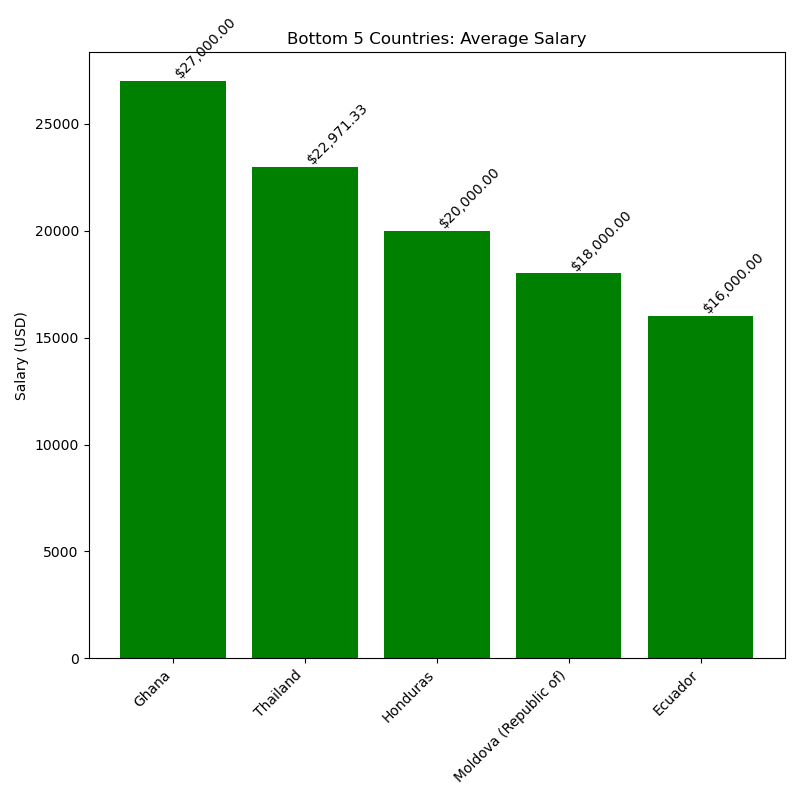 Bottom 5 Countries: Average Salary
$27,000.00
$22,971.33
$20,000.00
$18,000.00
$16,000.00
Salary (USD)
25000
20000
15000
10000
5000
0
Ghana
Thailand
Honduras
Moldova (Republic of)
Ecuador